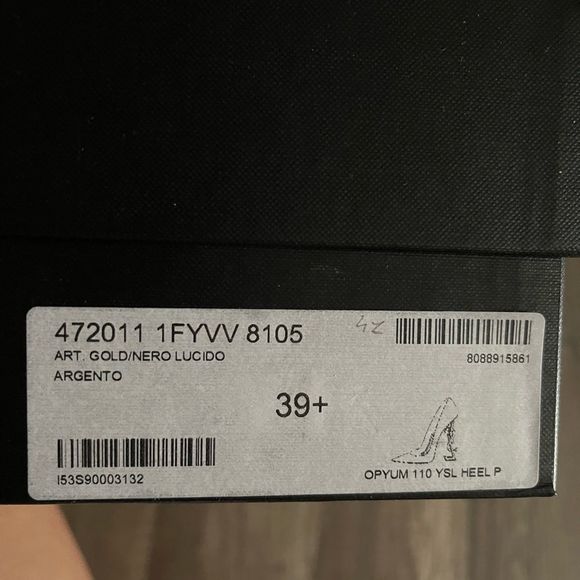 472011 1FYVV 8105
42
ART. GOLD/NERO LUCIDO
8088915861
ARGENTO
39+
I53S90003132
OPYUM 110 YSL HEEL P